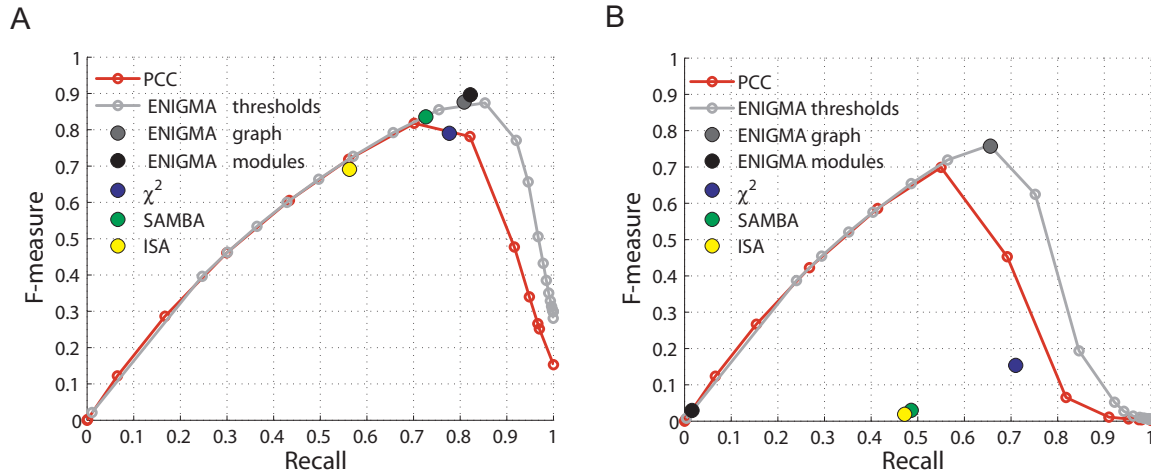 A
F-measure
1
0.9
0.8
0.7
0.6
0.5
0.4
0.3
0.2
0.1
0
PCC
ENIGMA thresholds
ENIGMA graph
ENIGMA modules
χ²
SAMBA
ISA
0 0.1 0.2 0.3 0.4 0.5 0.6 0.7 0.8 0.9 1
Recall
B
F-measure
1
0.9
0.8
0.7
0.6
0.5
0.4
0.3
0.2
0.1
0
PCC
ENIGMA thresholds
ENIGMA graph
ENIGMA modules
χ²
SAMBA
ISA
0 0.1 0.2 0.3 0.4 0.5 0.6 0.7 0.8 0.9 1
Recall